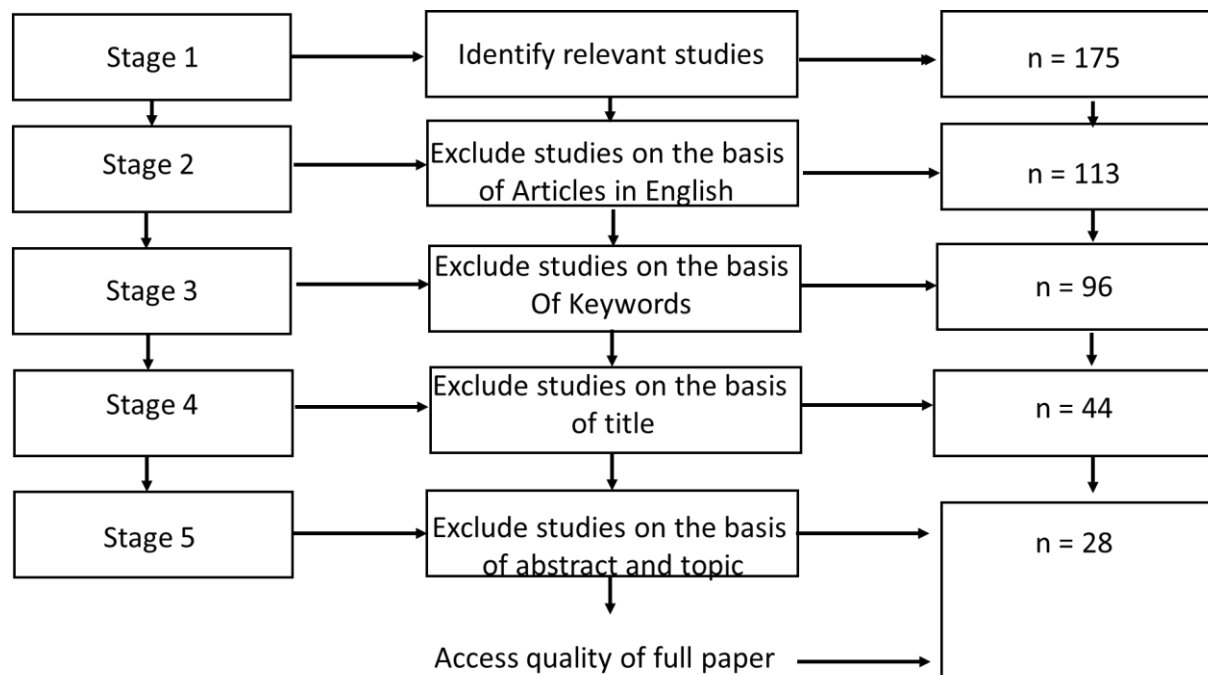 Stage 1
Identify relevant studies
n = 175
Stage 2
Exclude studies on the basis
of Articles in English
n = 113
Stage 3
Exclude studies on the basis
Of Keywords
n = 96
Stage 4
Exclude studies on the basis
of title
n = 44
Stage 5
Exclude studies on the basis
of abstract and topic
n = 28
Access quality of full paper